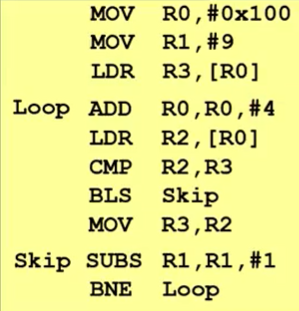 MOV R0,#0x100
MOV R1,#9
LDR R3,[R0]
Loop ADD R0,R0,#4
LDR R2,[R0]
CMP R2,R3
BLS Skip
MOV R3,R2
Skip SUBS R1,R1,#1
BNE Loop